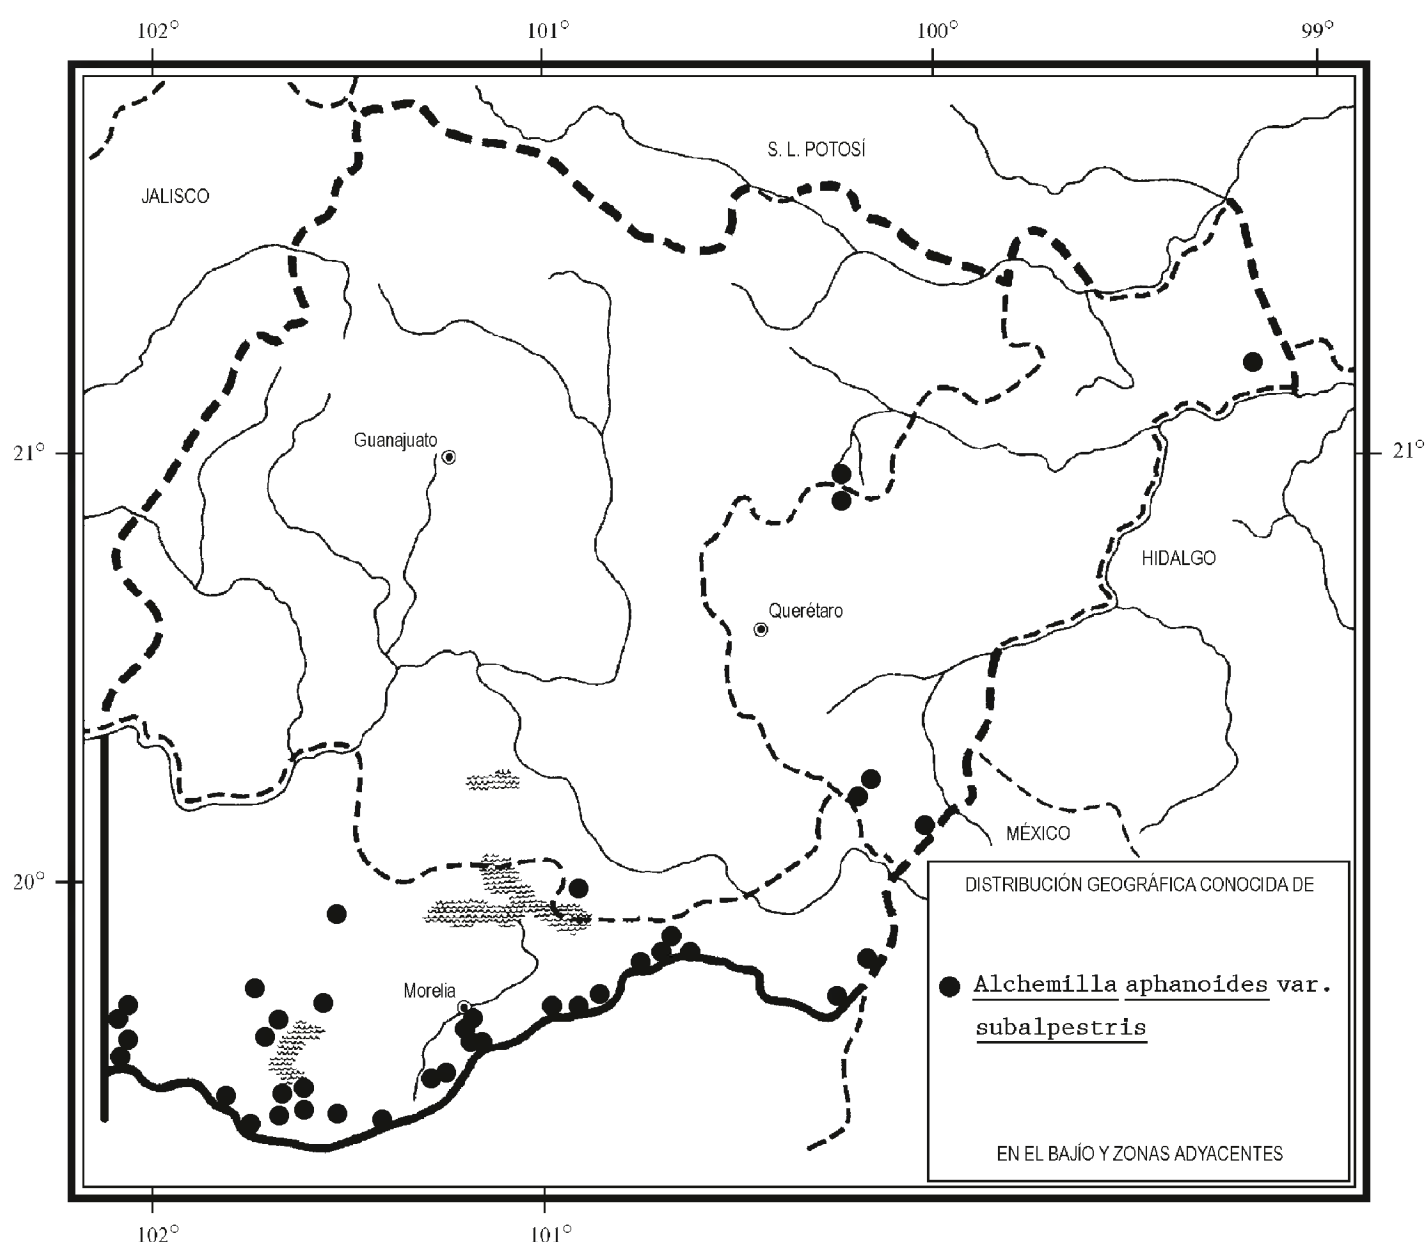 102° 101° 100° 99°
S. L. POTOSÍ
JALISCO
Guanajuato
21° 21°
HIDALGO
Querétaro
MÉXICO
20°
DISTRIBUCIÓN GEOGRÁFICA CONOCIDA DE
Alchemilla aphanoides var.
subalpestris
Morelia
EN EL BAJÍO Y ZONAS ADYACENTES
102° 101°